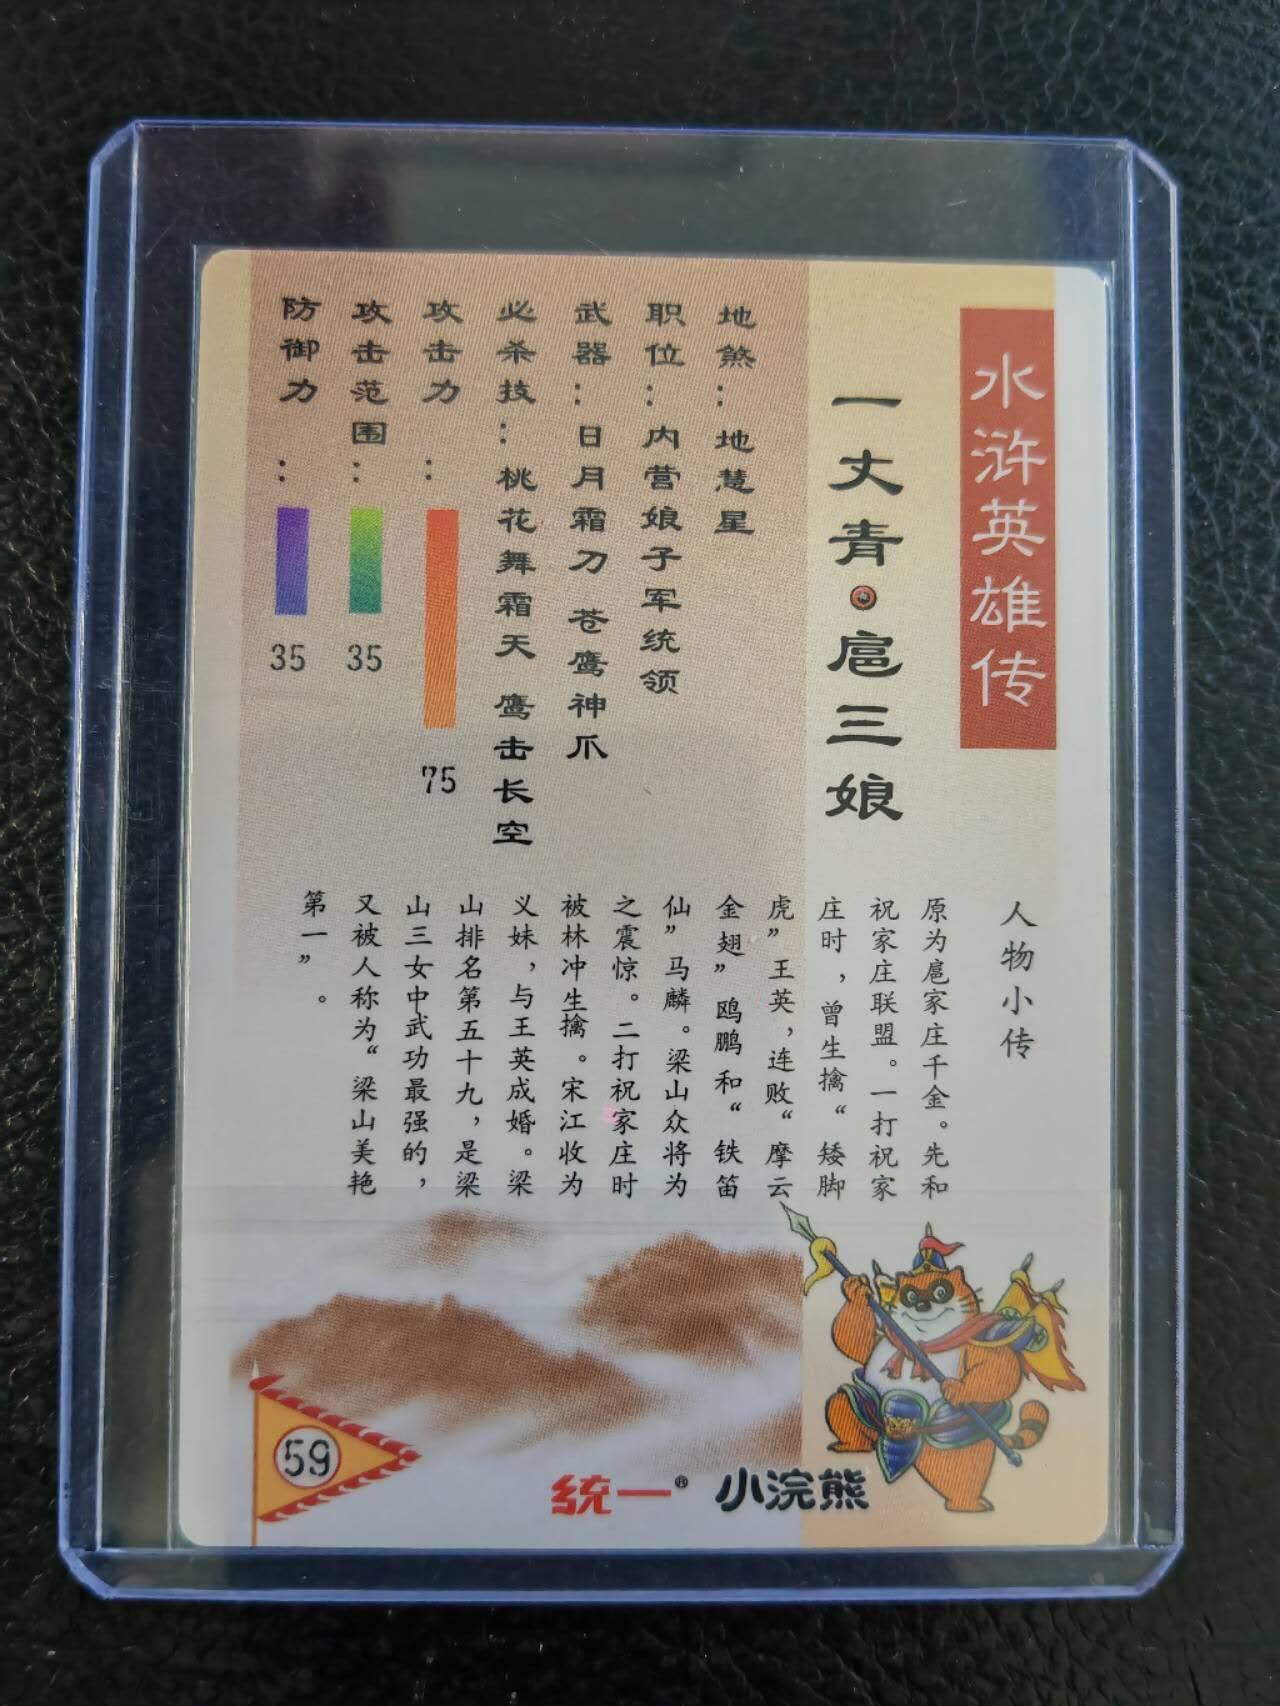 水浒英雄传
一丈青·扈三娘
地煞：地慧星
职位：内营娘子军统领
武器：日月霜刀 苍鹰神爪
必杀技：桃花舞霜天 鹰击长空
攻击力：75
攻击范围：35
防御力：35
人物小传
原为扈家庄千金。先和
祝家庄联盟。一打祝家
庄时，曾生擒“矮脚
虎”王英，连败“摩云
金翅”鸥鹏和“铁笛
仙”马麟。梁山众将为
之震惊。二打祝家庄时
被林冲生擒。宋江收为
义妹，与王英成婚。梁
山排名第五十九，是梁
山三女中武功最强的，
又被人称为“梁山美艳
第一”。
59
统一® 小浣熊